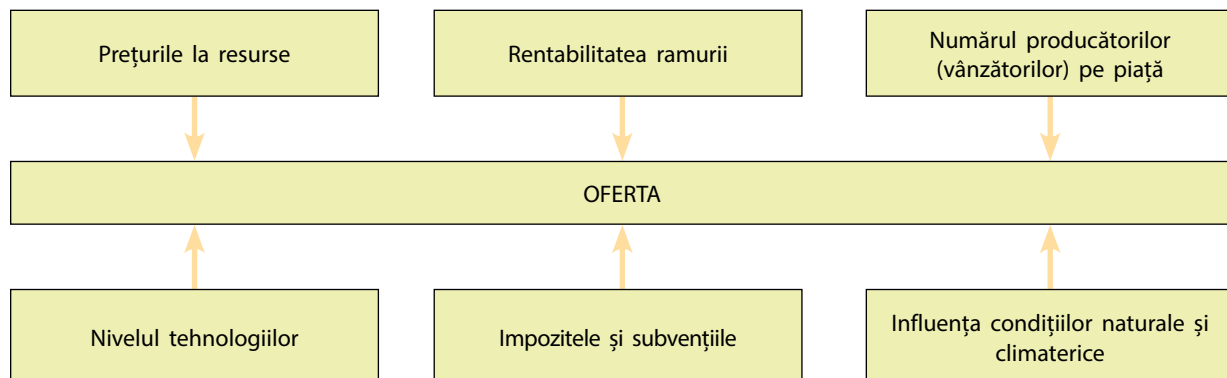 Prețurile la resurse
Rentabilitatea ramurii
Numărul producătorilor
(vânzătorilor) pe piață
OFERTA
Nivelul tehnologiilor
Impozitele și subvențiile
Influența condițiilor naturale și
climaterice